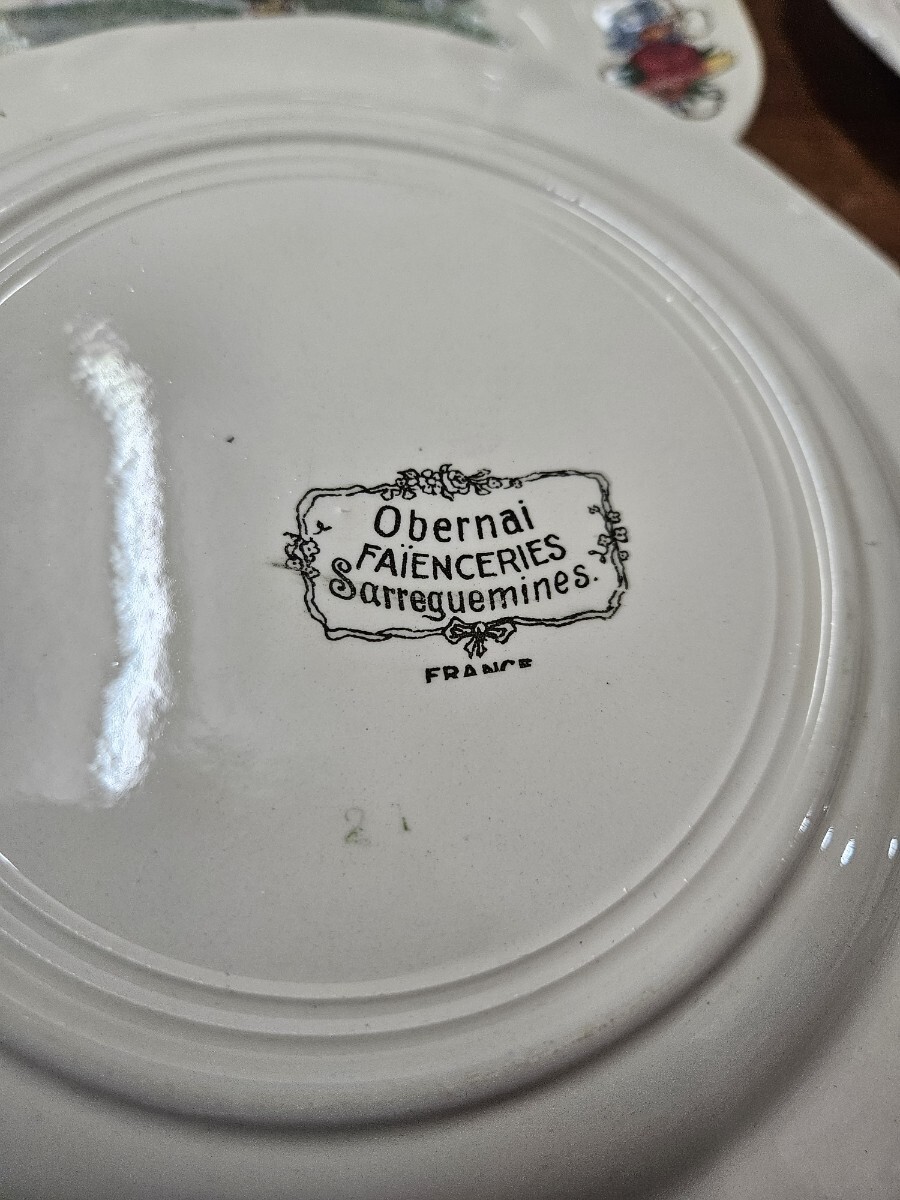 Obernai
FAÏENCERIES
Sarreguemines.
FRANCE
21